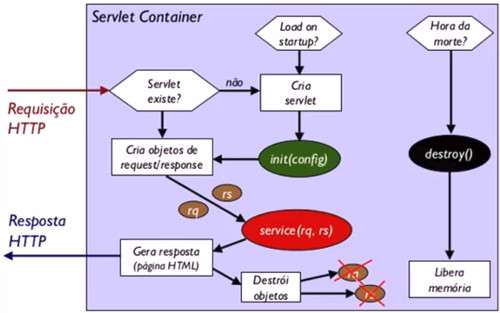 Servlet Container
Load on
startup?
Hora da
morte?
Servlet
existe?
não
Cria
servlet
Requisição
HTTP
Cria objetos de
request/response
init(config)
destroy()
rs
rq
Resposta
HTTP
service(rq, rs)
Gera resposta
(página HTML)
Destrói
objetos
rq
Libera
memória